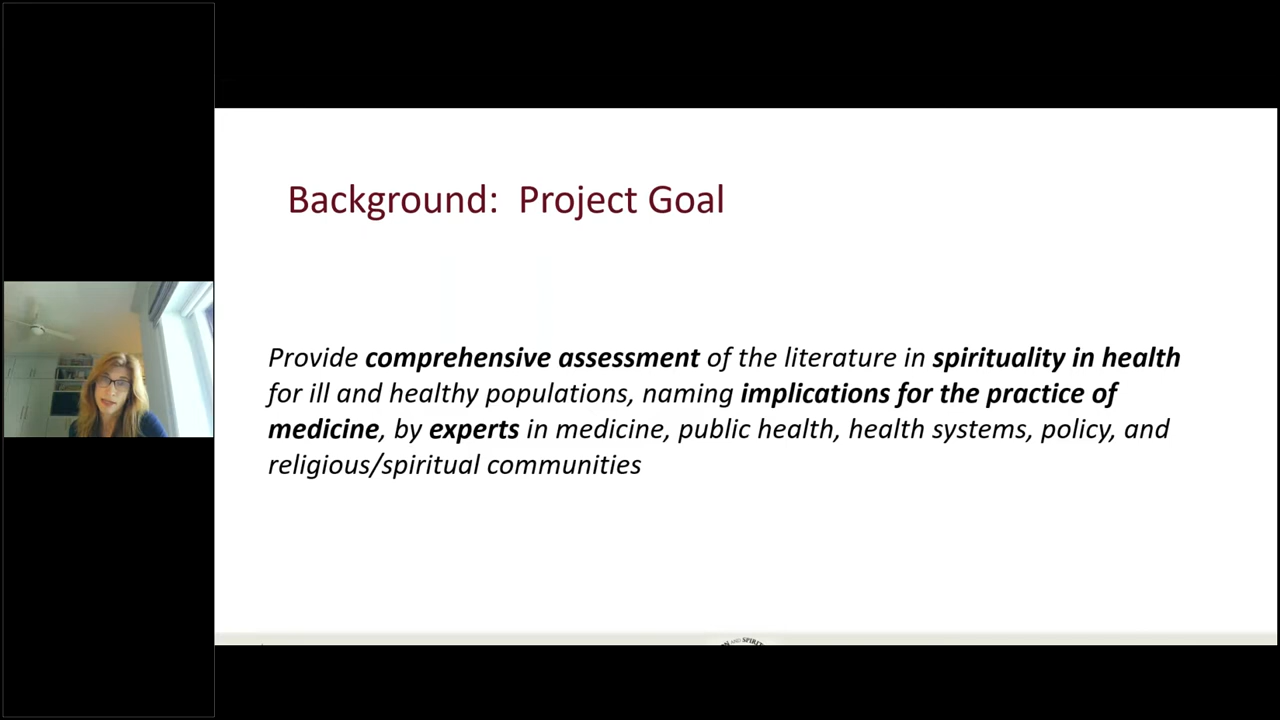 Background:  Project Goal
Provide comprehensive assessment of the literature in spirituality in health
for ill and healthy populations, naming implications for the practice of
medicine, by experts in medicine, public health, health systems, policy, and
religious/spiritual communities
AND